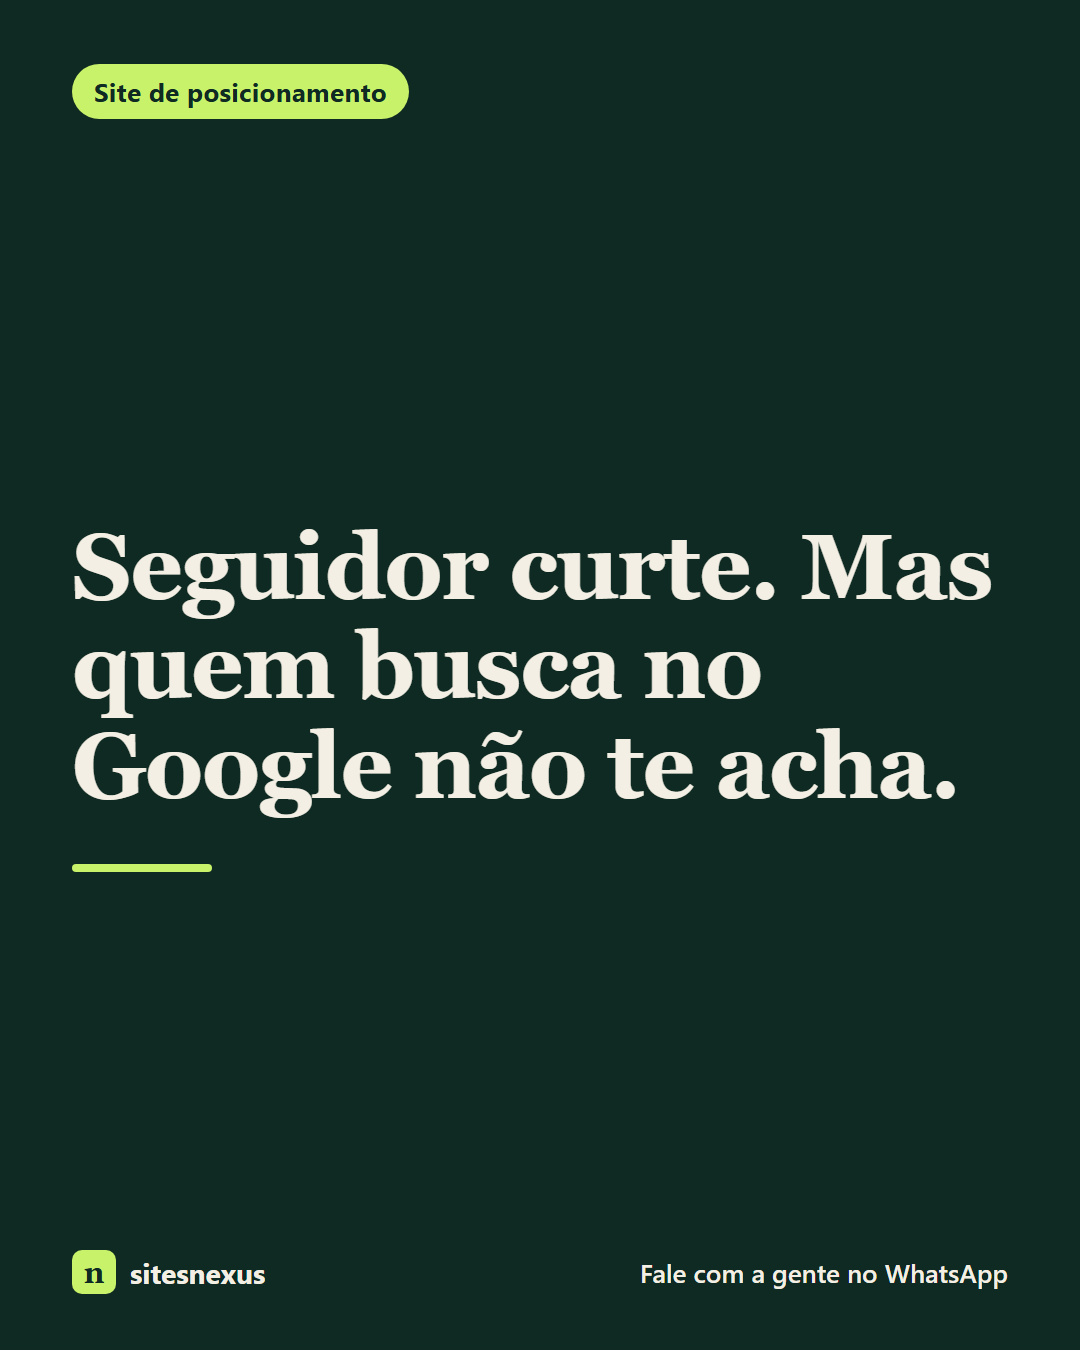 Site de posicionamento
Seguidor curte. Mas
quem busca no
Google não te acha.
n sitesnexus
Fale com a gente no WhatsApp